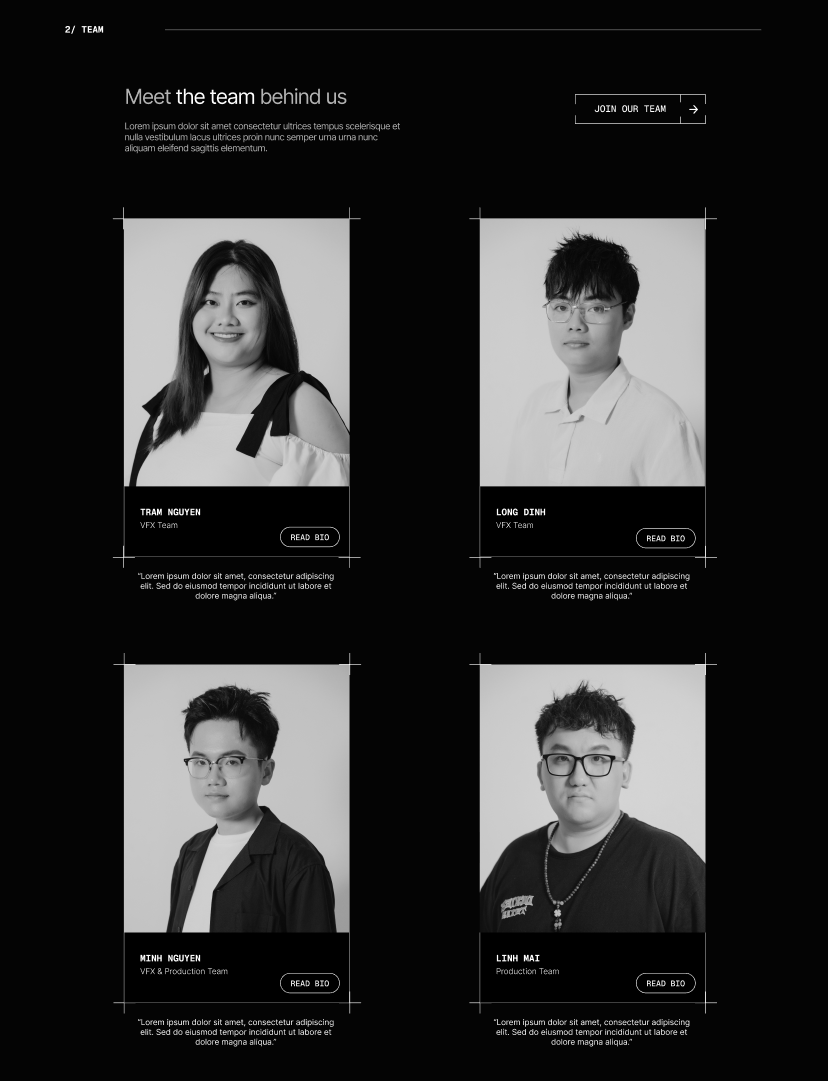 2/ TEAM
Meet the team behind us
JOIN OUR TEAM
Lorem ipsum dolor sit amet consectetur ultrices tempus scelerisque et
nulla vestibulum lacus ultrices proin nunc semper urna urna nunc
aliquam eleifend sagittis elementum.
TRAM NGUYEN
VFX Team
READ BIO
"Lorem ipsum dolor sit amet, consectetur adipiscing
elit. Sed do eiusmod tempor incididunt ut labore et
dolore magna aliqua."
LONG DINH
VFX Team
READ BIO
"Lorem ipsum dolor sit amet, consectetur adipiscing
elit. Sed do eiusmod tempor incididunt ut labore et
dolore magna aliqua."
MINH NGUYEN
VFX & Production Team
READ BIO
"Lorem ipsum dolor sit amet, consectetur adipiscing
elit. Sed do eiusmod tempor incididunt ut labore et
dolore magna aliqua."
LINH MAI
Production Team
READ BIO
"Lorem ipsum dolor sit amet, consectetur adipiscing
elit. Sed do eiusmod tempor incididunt ut labore et
dolore magna aliqua."